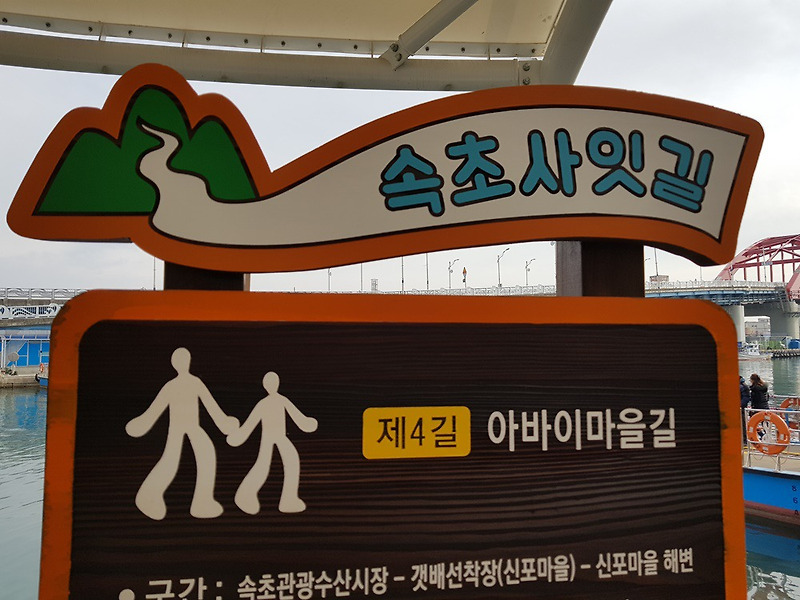 속초사잇길
제4길 아바이마을길
• 구간 : 속초관광수산시장 - 갯배선착장(신포마을) - 신포마을 해변